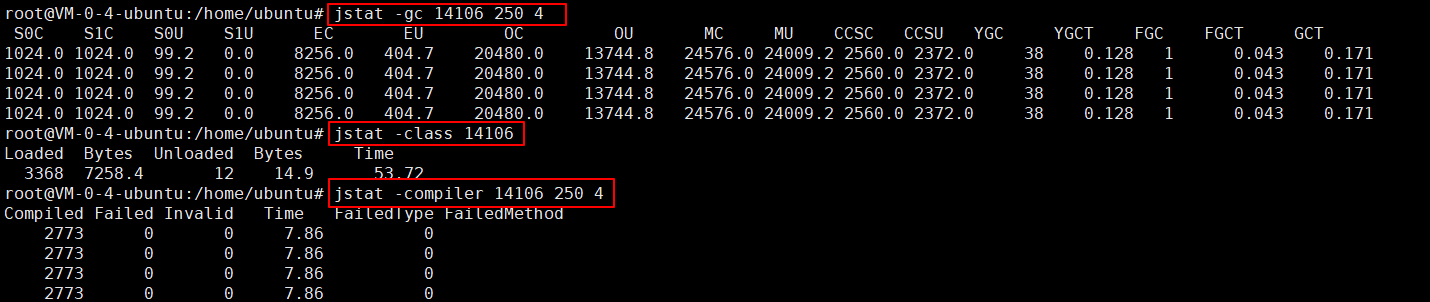 root@VM-0-4-ubuntu:/home/ubuntu# jstat -gc 14106 250 4
S0C S1C S0U S1U EC EU OC OU MC MU CCSC CCSU YGC YGCT FGC FGCT GCT
1024.0 1024.0 99.2 0.0 8256.0 404.7 20480.0 13744.8 24576.0 24009.2 2560.0 2372.0 38 0.128 1 0.043 0.171
1024.0 1024.0 99.2 0.0 8256.0 404.7 20480.0 13744.8 24576.0 24009.2 2560.0 2372.0 38 0.128 1 0.043 0.171
1024.0 1024.0 99.2 0.0 8256.0 404.7 20480.0 13744.8 24576.0 24009.2 2560.0 2372.0 38 0.128 1 0.043 0.171
1024.0 1024.0 99.2 0.0 8256.0 404.7 20480.0 13744.8 24576.0 24009.2 2560.0 2372.0 38 0.128 1 0.043 0.171
root@VM-0-4-ubuntu:/home/ubuntu# jstat -class 14106
Loaded Bytes Unloaded Bytes Time
3368 7258.4 12 14.9 53.72
root@VM-0-4-ubuntu:/home/ubuntu# jstat -compiler 14106 250 4
Compiled Failed Invalid Time FailedType FailedMethod
2773 0 0 7.86 0
2773 0 0 7.86 0
2773 0 0 7.86 0
2773 0 0 7.86 0